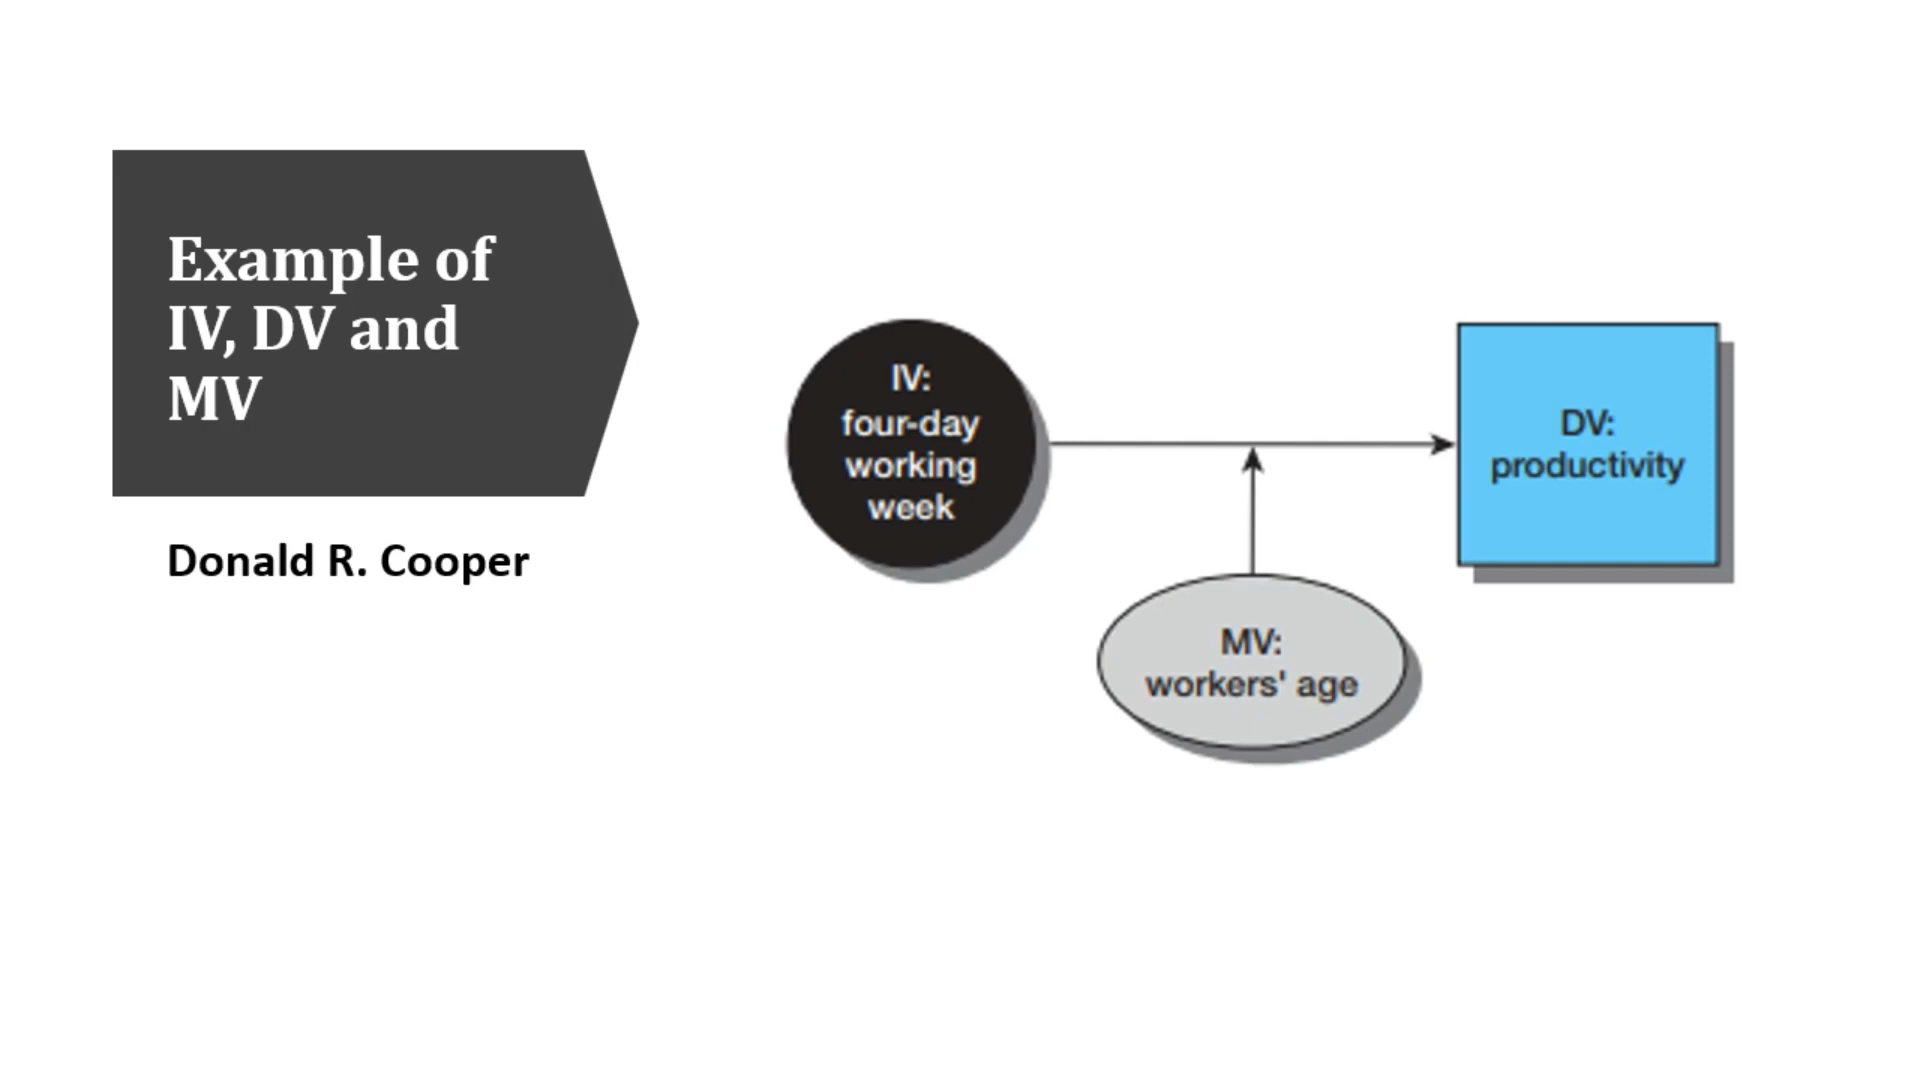 Example of
IV, DV and
MV
Donald R. Cooper
IV:
four-day
working
week
DV:
productivity
MV:
workers' age